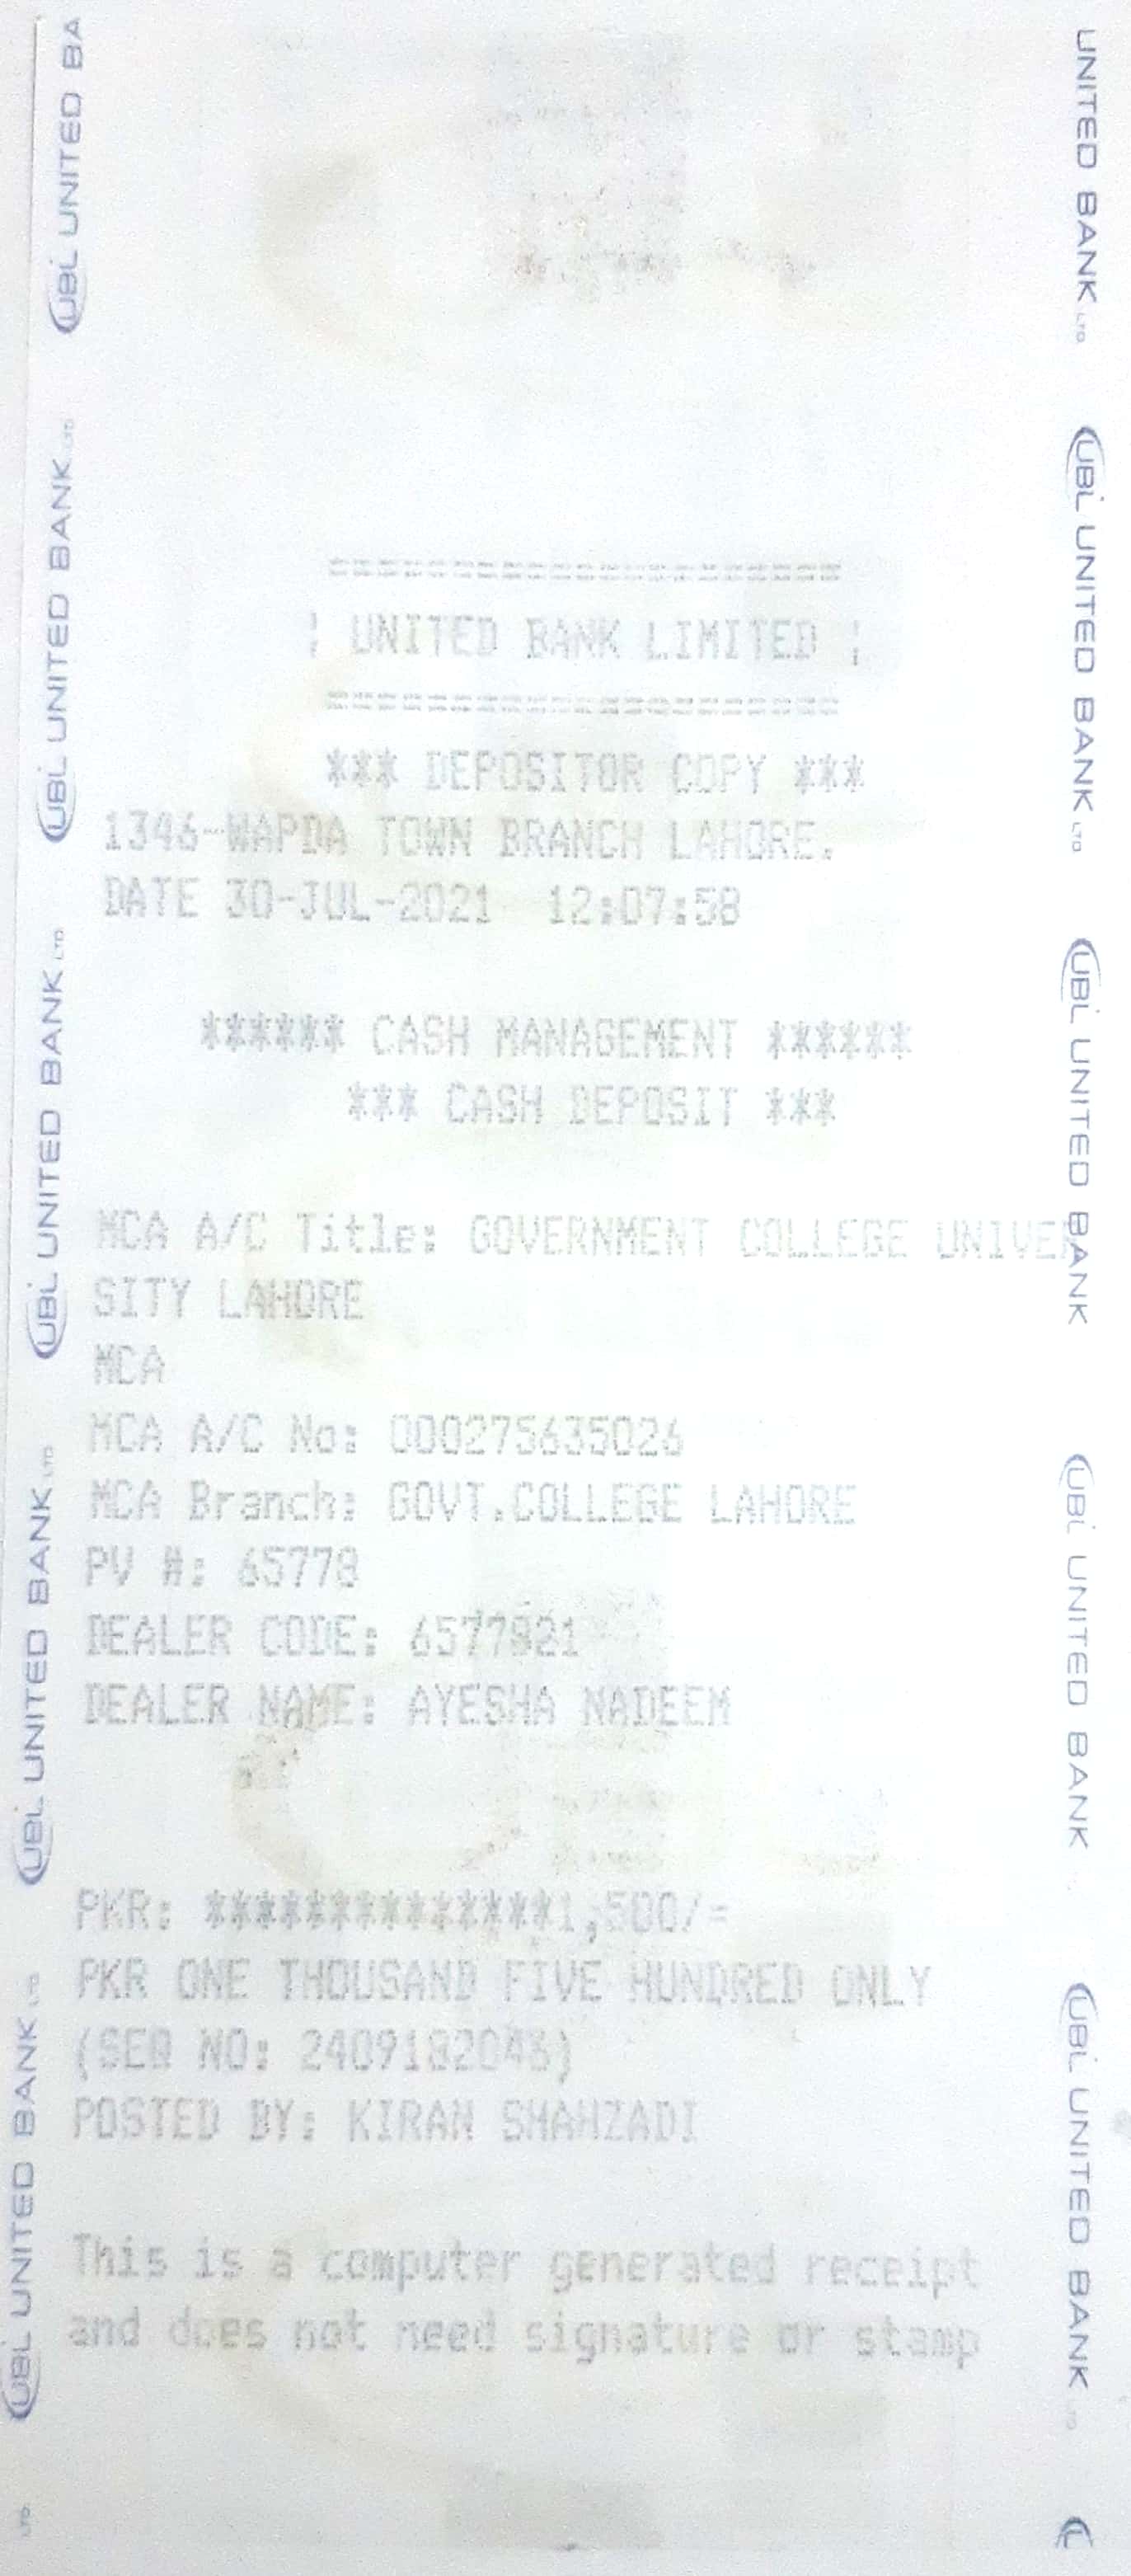 ==============================
¦ UNITED BANK LIMITED ¦
==============================
*** DEPOSITOR COPY ***
1346-WAPDA TOWN BRANCH LAHORE.
DATE 30-JUL-2021 12:07:58
****** CASH MANAGEMENT ******
*** CASH DEPOSIT ***
MCA A/C Title: GOVERNMENT COLLEGE UNIVER
SITY LAHORE
MCA
MCA A/C No: 000275635026
MCA Branch: GOVT.COLLEGE LAHORE
PV #: 65778
DEALER CODE: 6577821
DEALER NAME: AYESHA NADEEM
PKR: **************1,500/=
PKR ONE THOUSAND FIVE HUNDRED ONLY
(SEQ NO: 2409182046)
POSTED BY: KIRAN SHAHZADI
This is a computer generated receipt
and does not need signature or stamp
UBL UNITED BA
UBL UNITED BANK LTD
UBL UNITED BANK LTD
UBL UNITED BANK LTD
UBL UNITED BANK LTD
LTD
UNITED BANK LTD
UBL UNITED BANK LTD
UBL UNITED BANK
UBL UNITED BANK
UBL UNITED BANK LTD